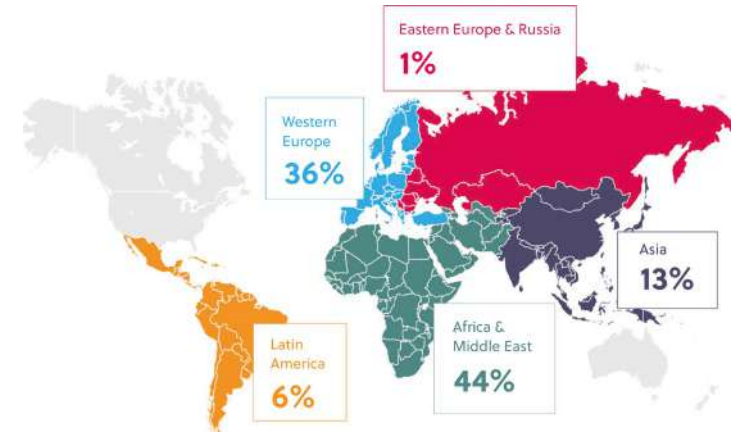 Eastern Europe & Russia
1%
Western
Europe
36%
Asia
13%
Africa &
Middle East
44%
Latin
America
6%